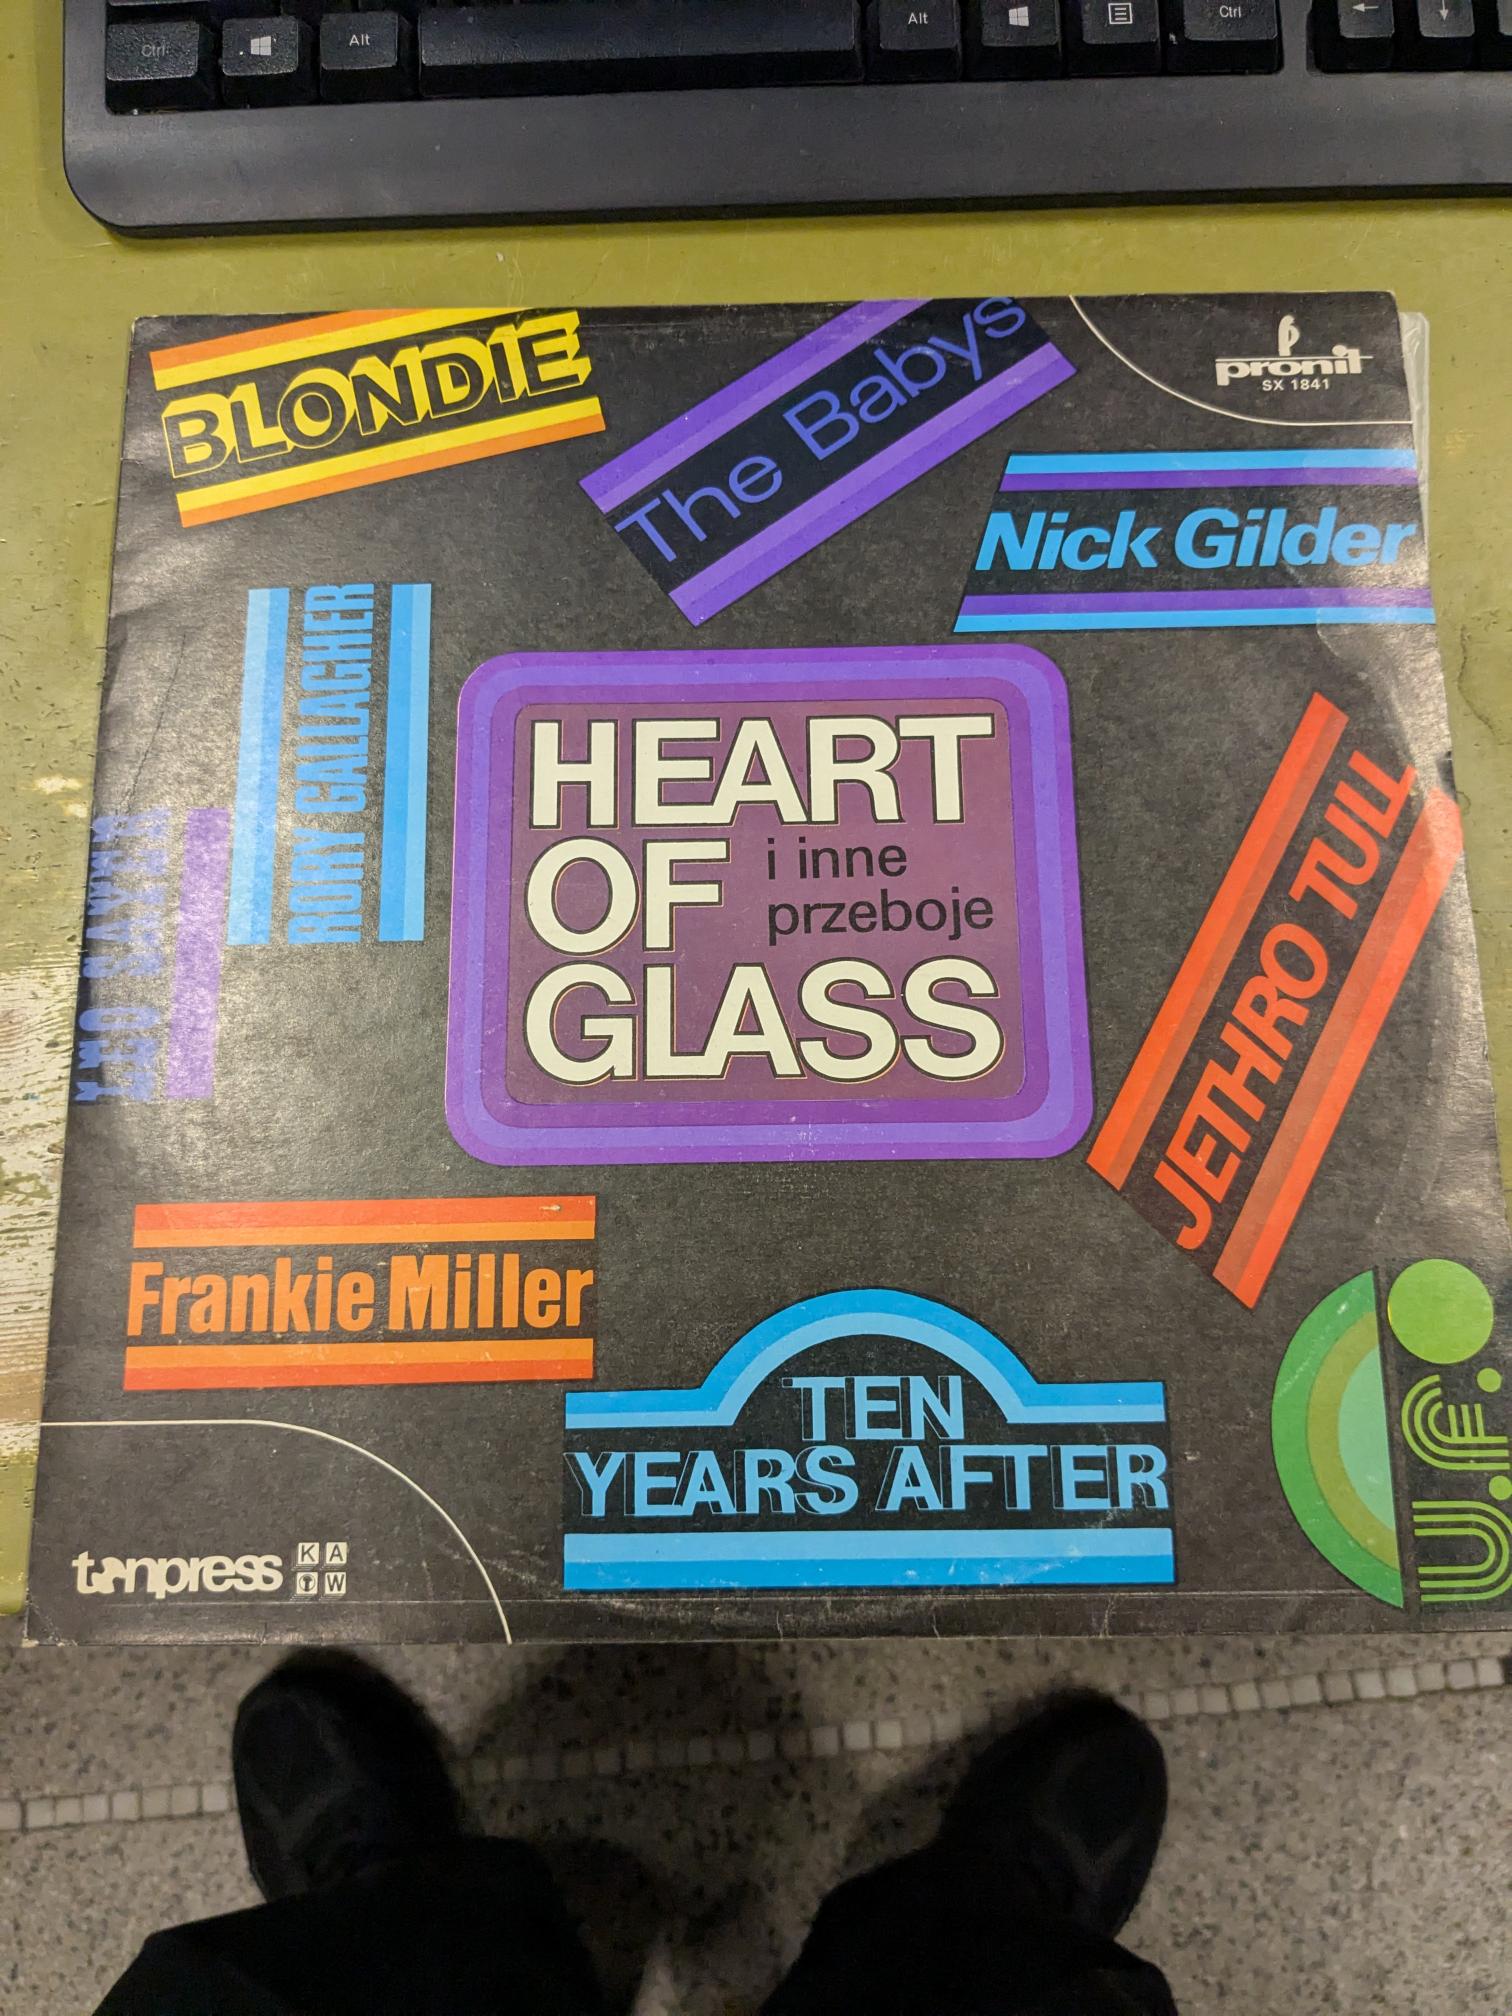 Ctrl
Alt
Alt
Ctrl
BLONDIE
The Babys
pronit
SX 1841
Nick Gilder
RORY GALLAGHER
LEO SAYER
HEART
OF
i inne
przeboje
GLASS
JETHRO TULL
Frankie Miller
TEN
YEARS AFTER
U.F.O
tonpress
K A
W